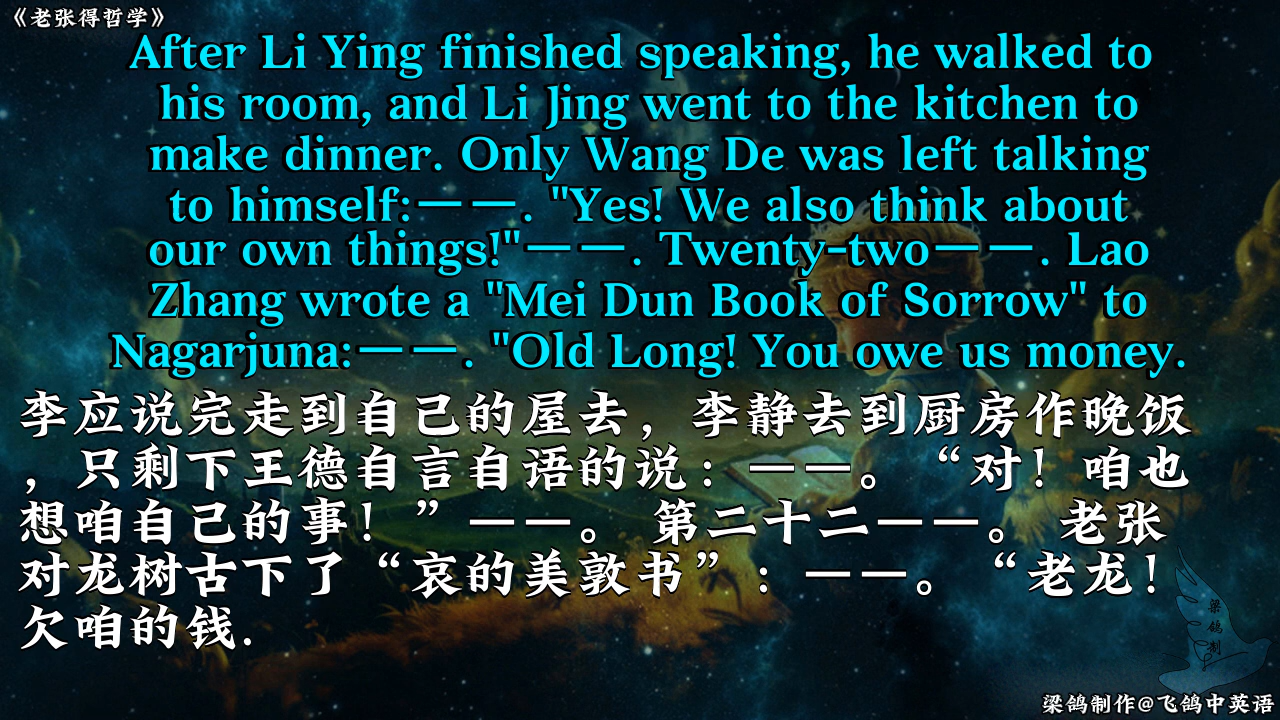 《老张得哲学》
After Li Ying finished speaking, he walked to
his room, and Li Jing went to the kitchen to
make dinner. Only Wang De was left talking
to himself:——. "Yes! We also think about
our own things!"——. Twenty-two——. Lao
Zhang wrote a "Mei Dun Book of Sorrow" to
Nagarjuna:——. "Old Long! You owe us money.
李应说完走到自己的屋去，李静去到厨房作晚饭
，只剩下王德自言自语的说：——。“对！咱也
想咱自己的事！”——。 第二十二——。 老张
对龙树古下了“哀的美敦书”：——。“老龙！
欠咱的钱.
梁鸽制
梁鸽制作@飞鸽中英语